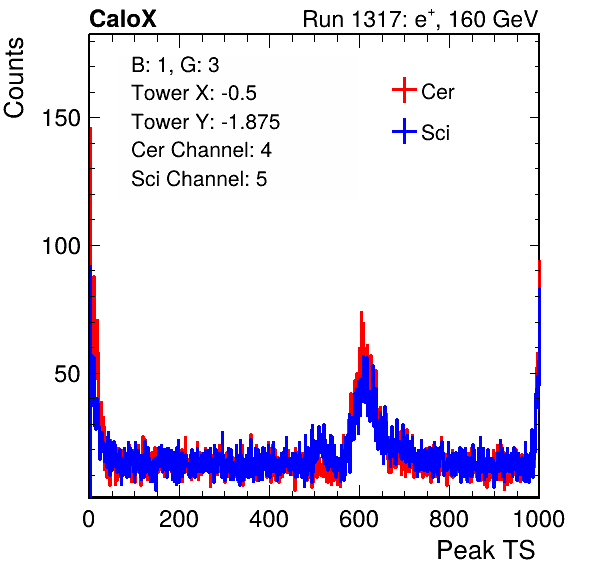 CaloX Run 1317: e+, 160 GeV
Counts
B: 1, G: 3
Tower X: -0.5
Tower Y: -1.875
Cer Channel: 4
Sci Channel: 5
Cer
Sci
150
100
50
0 200 400 600 800 1000
Peak TS